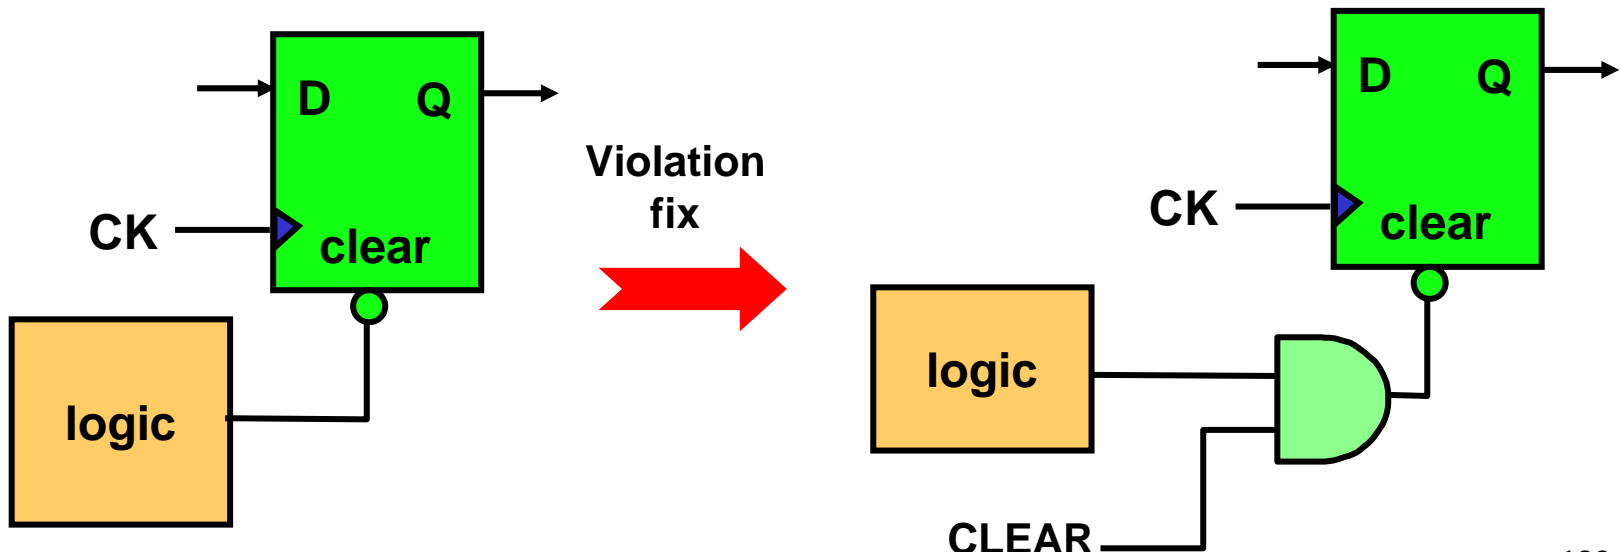 D Q
CK
clear
logic
Violation
fix
D Q
CK
clear
logic
CLEAR